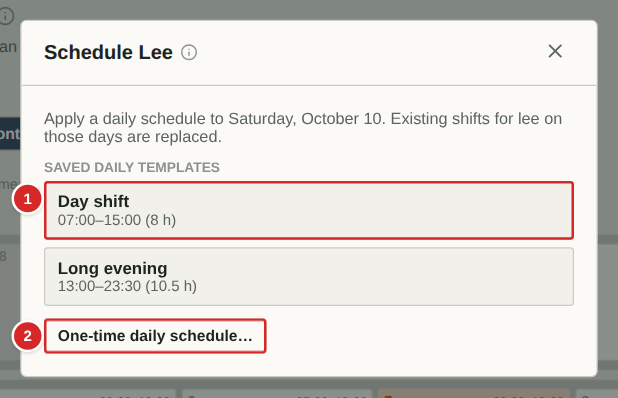 Schedule Lee
Apply a daily schedule to Saturday, October 10. Existing shifts for lee on
those days are replaced.
SAVED DAILY TEMPLATES
1
Day shift
07:00–15:00 (8 h)
Long evening
13:00–23:30 (10.5 h)
2
One-time daily schedule…